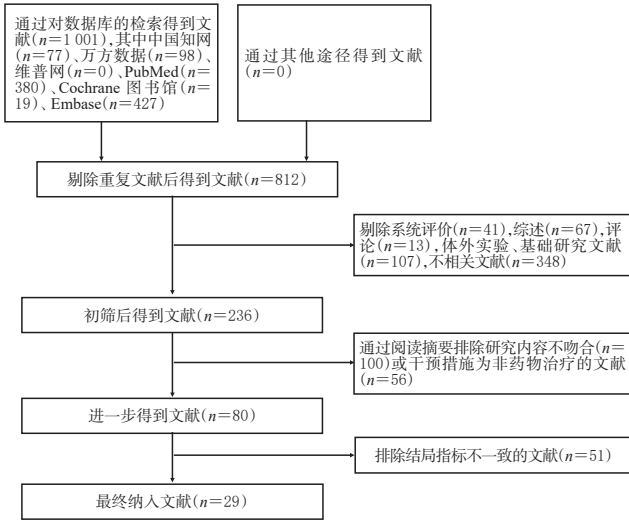 通过对数据库的检索得到文
献(n=1 001),其中中国知网
(n=77)、万方数据(n=98)、
维普网(n=0)、PubMed(n=
380)、Cochrane 图书馆(n=
19)、Embase(n=427)
通过其他途径得到文献
(n=0)
剔除重复文献后得到文献(n=812)
剔除系统评价(n=41),综述(n=67),评
论(n=13),体外实验、基础研究文献
(n=107),不相关文献(n=348)
初筛后得到文献(n=236)
通过阅读摘要排除研究内容不吻合(n=
100)或干预措施为非药物治疗的文献
(n=56)
进一步得到文献(n=80)
排除结局指标不一致的文献(n=51)
最终纳入文献(n=29)